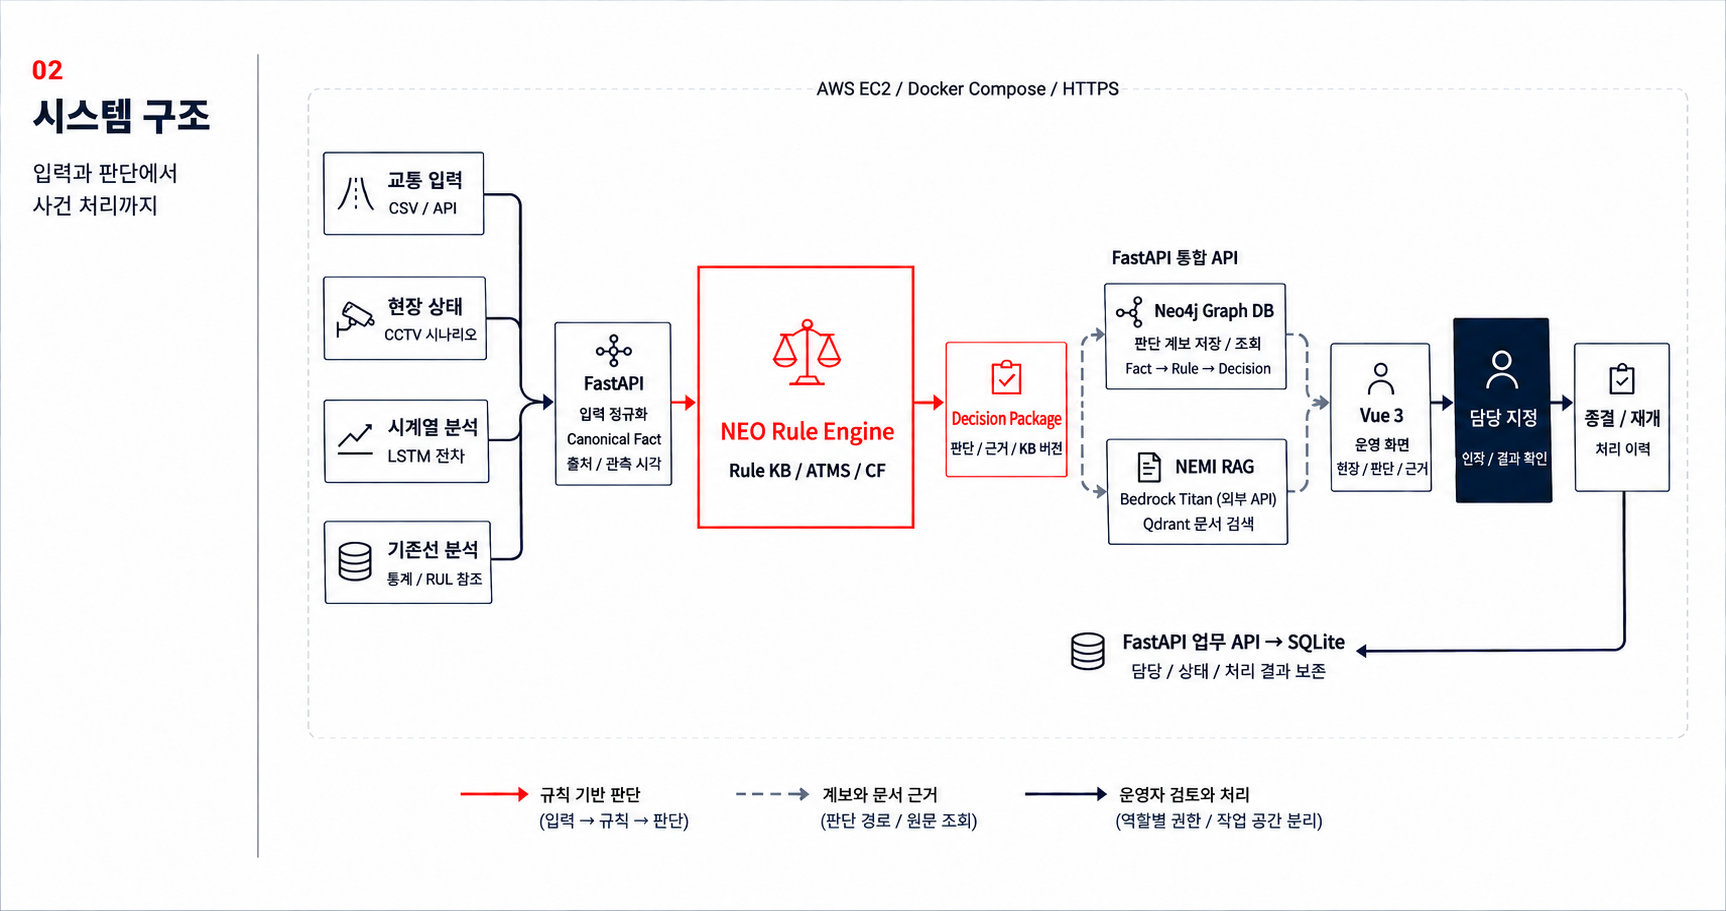 02
시스템 구조
입력과 판단에서
사건 처리까지
AWS EC2 / Docker Compose / HTTPS
교통 입력
CSV / API
현장 상태
CCTV 시나리오
시계열 분석
LSTM 전차
기존선 분석
통계 / RUL 참조
FastAPI
입력 정규화
Canonical Fact
출처 / 관측 시각
NEO Rule Engine
Rule KB / ATMS / CF
Decision Package
판단 / 근거 / KB 버전
FastAPI 통합 API
Neo4j Graph DB
판단 계보 저장 / 조회
Fact → Rule → Decision
NEMI RAG
Bedrock Titan (외부 API)
Qdrant 문서 검색
Vue 3
운영 화면
현장 / 판단 / 근거
담당 지정
인작 / 결과 확인
종결 / 재개
처리 이력
FastAPI 업무 API → SQLite
담당 / 상태 / 처리 결과 보존
규칙 기반 판단
(입력 → 규칙 → 판단)
계보와 문서 근거
(판단 경로 / 원문 조회)
운영자 검토와 처리
(역할별 권한 / 작업 공간 분리)